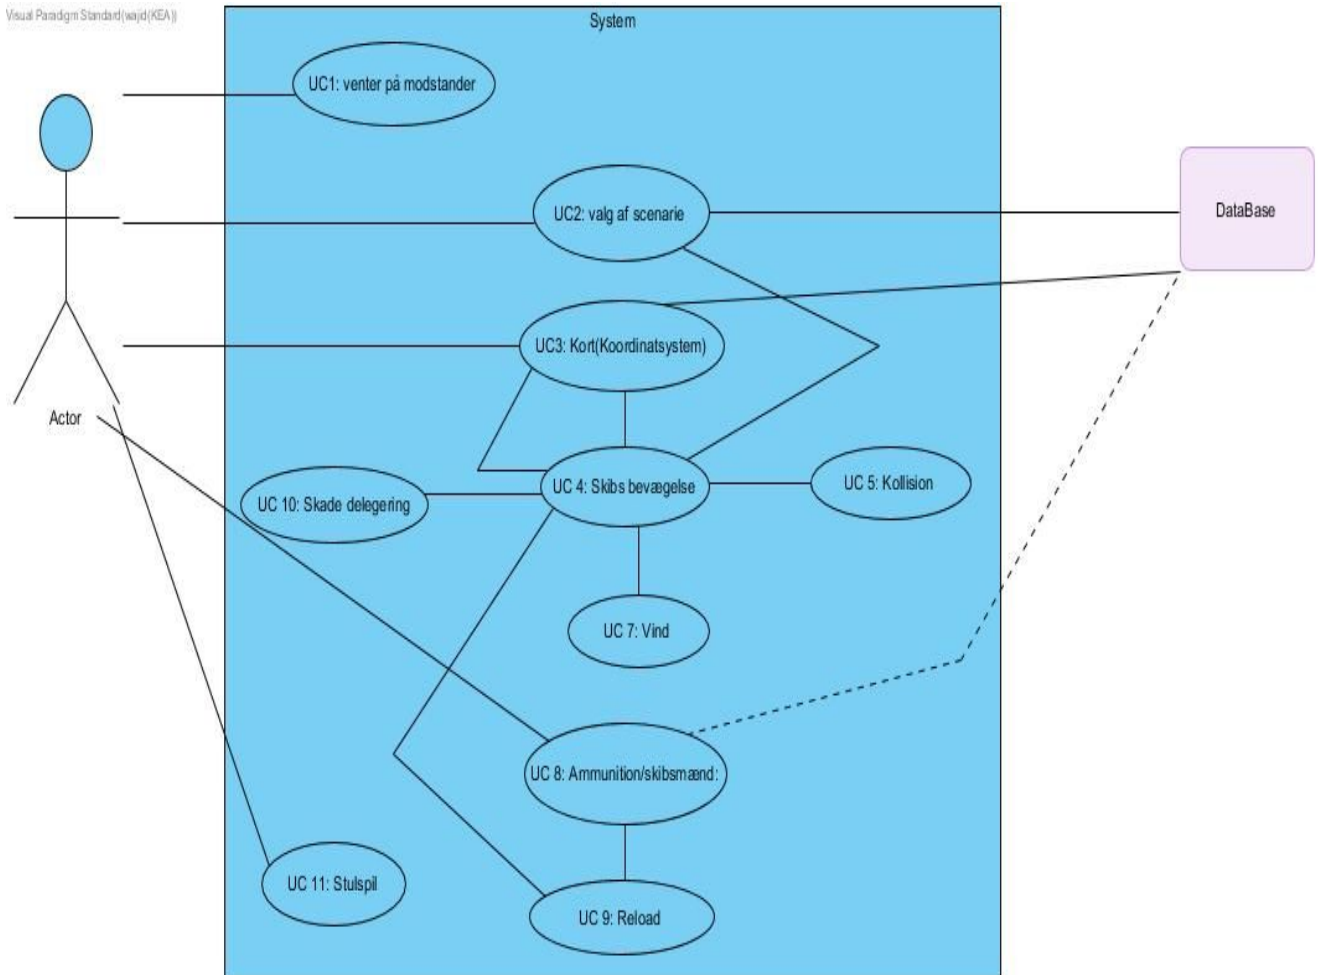 Visual Paradigm Standard(wajid(KEA))
System
UC1: venter på modstander
UC2: valg af scenarie
DataBase
UC3: Kort(Koordinatsystem)
Actor
UC 10: Skade delegering
UC 4: Skibs bevægelse
UC 5: Kollision
UC 7: Vind
UC 8: Ammunition/skibsmænd:
UC 11: Stulspil
UC 9: Reload